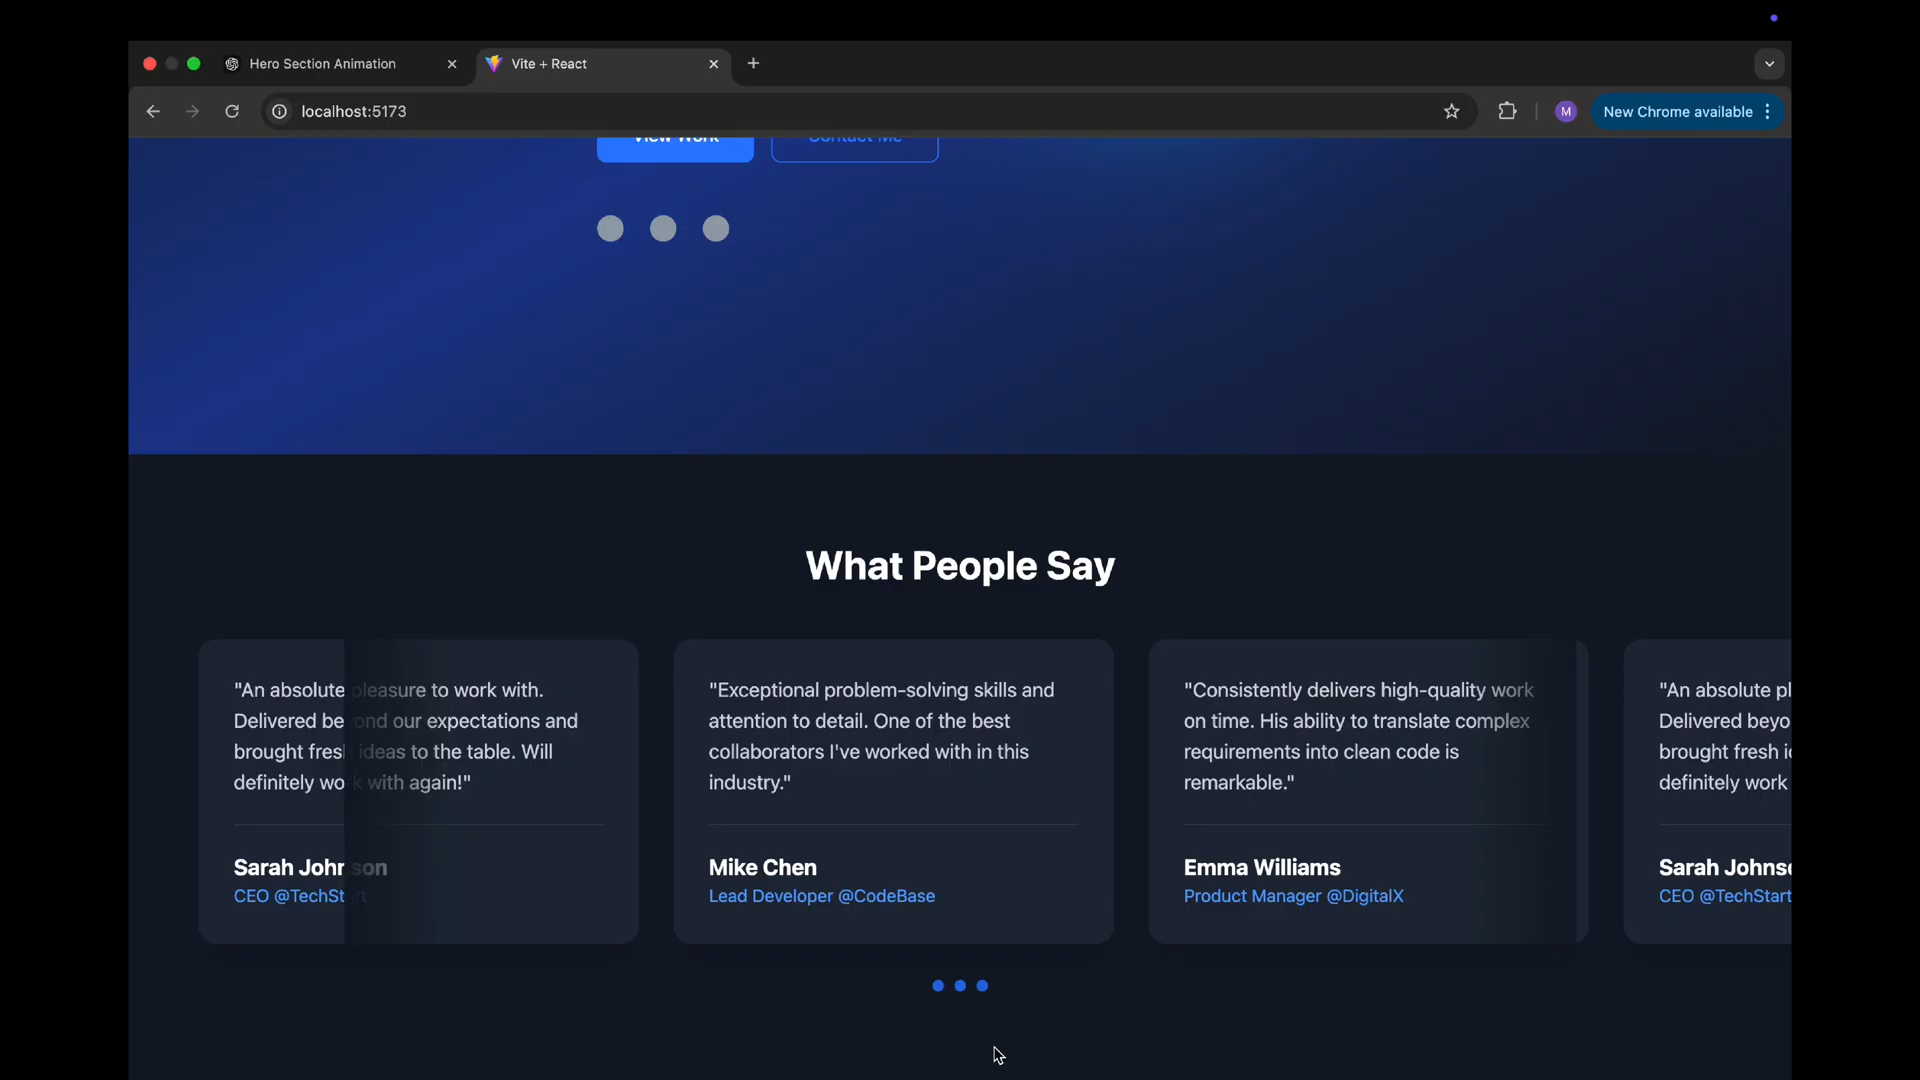 Hero Section Animation
Vite + React
localhost:5173
M
New Chrome available
View Work
Contact Me
What People Say
"An absolute pleasure to work with.
Delivered beyond our expectations and
brought fresh ideas to the table. Will
definitely work with again!"
Sarah Johnson
CEO @TechStart
"Exceptional problem-solving skills and
attention to detail. One of the best
collaborators I've worked with in this
industry."
Mike Chen
Lead Developer @CodeBase
"Consistently delivers high-quality work
on time. His ability to translate complex
requirements into clean code is
remarkable."
Emma Williams
Product Manager @DigitalX
"An absolute pl
Delivered beyo
brought fresh i
definitely work
Sarah Johns
CEO @TechStart